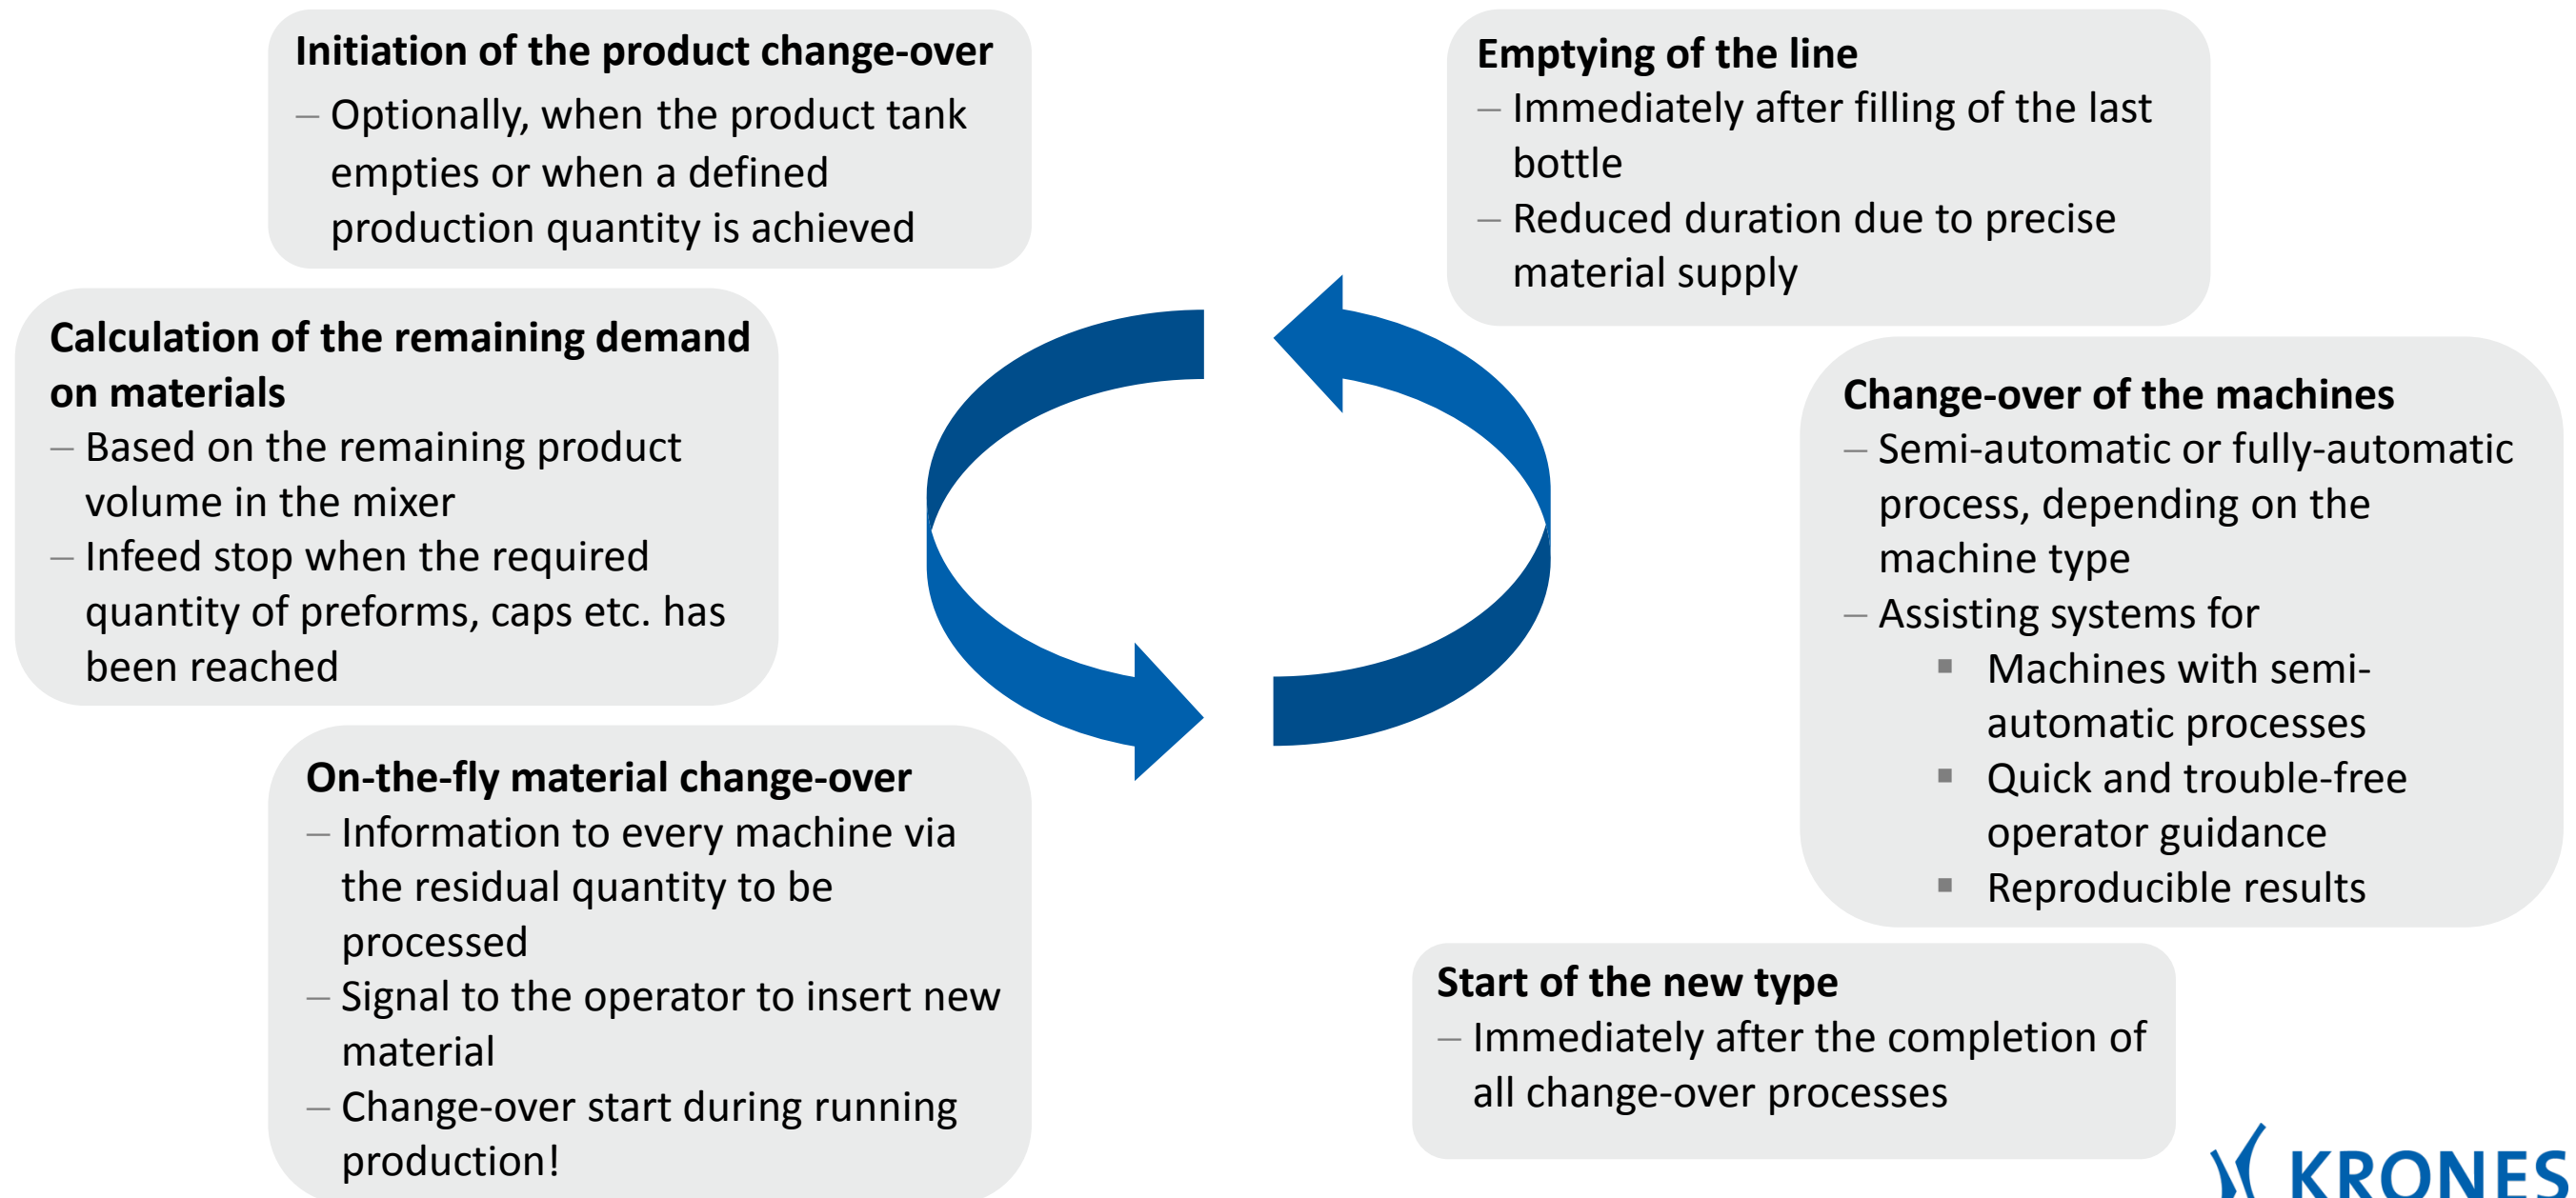 Initiation of the product change-over
– Optionally, when the product tank
empties or when a defined
production quantity is achieved
Calculation of the remaining demand
on materials
– Based on the remaining product
volume in the mixer
– Infeed stop when the required
quantity of preforms, caps etc. has
been reached
On-the-fly material change-over
– Information to every machine via
the residual quantity to be
processed
– Signal to the operator to insert new
material
– Change-over start during running
production!
Emptying of the line
– Immediately after filling of the last
bottle
– Reduced duration due to precise
material supply
Change-over of the machines
– Semi-automatic or fully-automatic
process, depending on the
machine type
– Assisting systems for
▪ Machines with semi-
automatic processes
▪ Quick and trouble-free
operator guidance
▪ Reproducible results
Start of the new type
– Immediately after the completion of
all change-over processes
KRONES